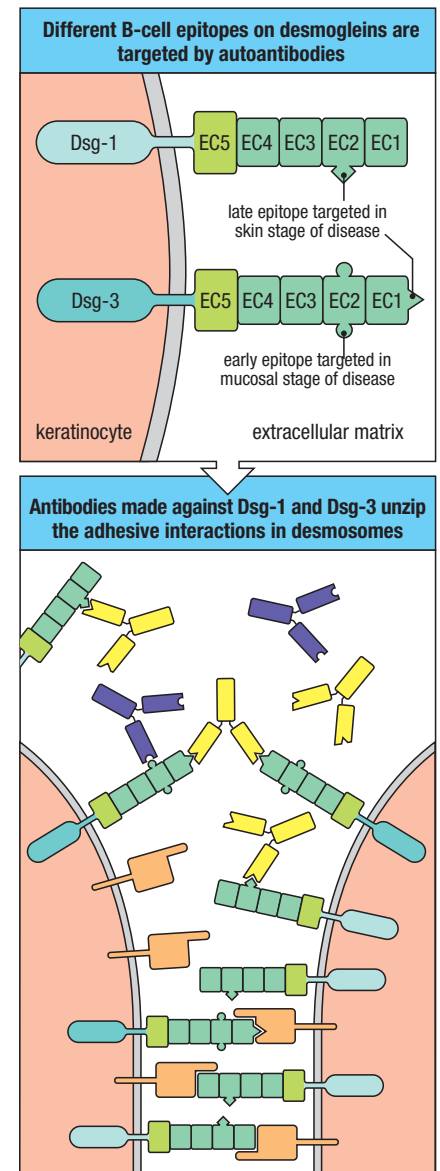 Different B-cell epitopes on desmogleins are
targeted by autoantibodies
Dsg-1
EC5 EC4 EC3 EC2 EC1
late epitope targeted in
skin stage of disease
Dsg-3
EC5 EC4 EC3 EC2 EC1
early epitope targeted in
mucosal stage of disease
keratinocyte
extracellular matrix
Antibodies made against Dsg-1 and Dsg-3 unzip
the adhesive interactions in desmosomes